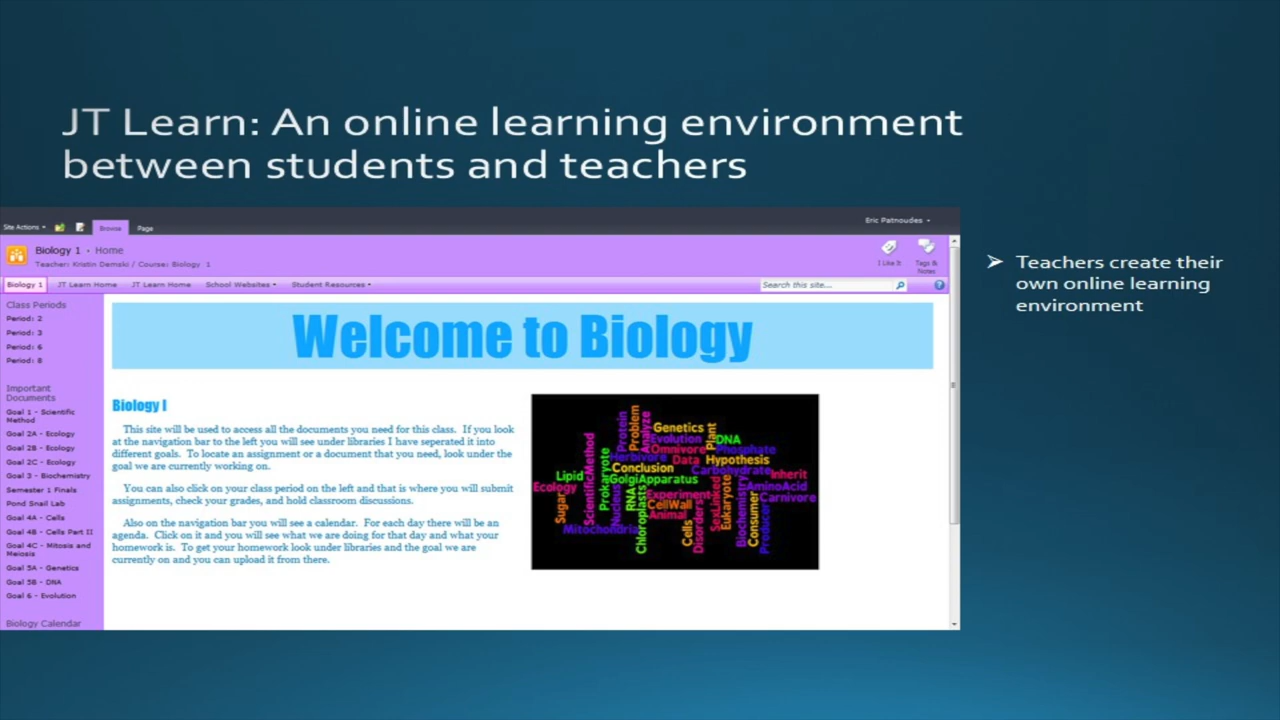 JT Learn: An online learning environment
between students and teachers
Site Actions
Browse
Page
Eric Patnoudes
Biology 1 · Home
Teacher: Kristin Demski / Course: Biology 1
I Like It
Tags &
Notes
Biology 1
JT Learn Home
JT Learn Home
School Websites
Student Resources
Search this site...
Class Periods
Period: 2
Period: 3
Period: 6
Period: 8
Important
Documents
Goal 1 - Scientific
Method
Goal 2A - Ecology
Goal 2B - Ecology
Goal 2C - Ecology
Goal 3 - Biochemistry
Semester 1 Finals
Pond Snail Lab
Goal 4A - Cells
Goal 4B - Cells Part II
Goal 4C - Mitosis and
Meiosis
Goal 5A - Genetics
Goal 5B - DNA
Goal 6 - Evolution
Biology Calendar
Welcome to Biology
Biology I
This site will be used to access all the documents you need for this class. If you look
at the navigation bar to the left you will see under libraries I have seperated it into
different goals. To locate an assignment or a document that you need, look under the
goal we are currently working on.
You can also click on your class period on the left and that is where you will submit
assignments, check your grades, and hold classroom discussions.
Also on the navigation bar you will see a calendar. For each day there will be an
agenda. Click on it and you will see what we are doing for that day and what your
homework is. To get your homework look under libraries and the goal we are
currently on and you can upload it from there.
Protein
Problem
Analyze
Genetics
Evolution
Plant
DNA
Omnivore
Phosphate
Herbivore
Data
Hypothesis
ScientificMethod
Prokaryote
Conclusion
Carbohydrate
Lipid
GolgiApparatus
Inherit
Ecology
Nucleus
RNA
Experiment
AminoAcid
Sugar
CellWall
SexLinked
Eukaryote
Biochemistry
Carnivore
Animal
Consumer
Producer
Mitochondria
Chloroplasts
Cells
Disorders
Teachers create their
own online learning
environment